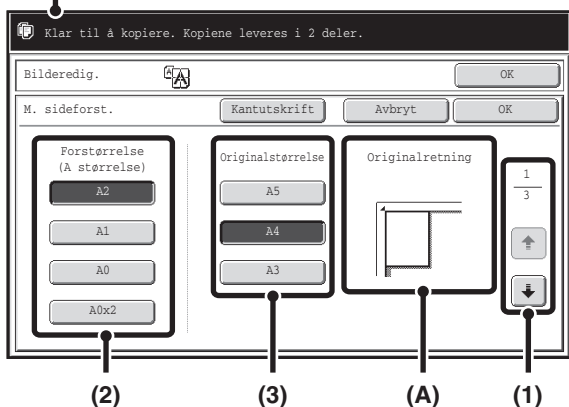 Klar til å kopiere. Kopiene leveres i 2 deler.
Bilderedig.
OK
M. sideforst.
Kantutskrift
Avbryt
OK
Forstørrelse
(A størrelse)
A2
A1
A0
A0x2
Originalstørrelse
A5
A4
A3
Originalretning
1
3
(2)
(3)
(A)
(1)